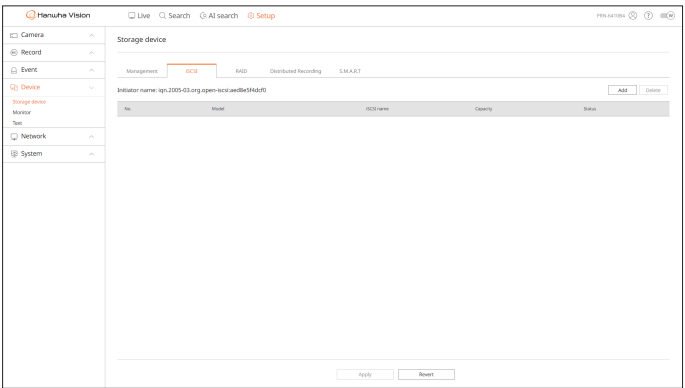 Hanwha Vision
Live Search AI search Setup
PRN-6410B4
Camera
Record
Event
Device
Storage device
Monitor
Text
Network
System
Storage device
Management iSCSI RAID Distributed Recording S.M.A.R.T
Initiator name: iqn.2005-03.org.open-iscsi:aed8e5f4dcf0
Add Delete
No. Model iSCSI name Capacity Status
Apply Revert